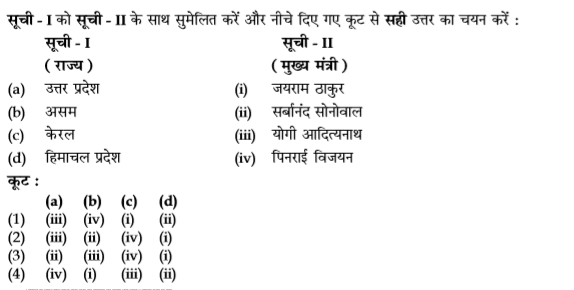 सूची - I को सूची - II के साथ सुमेलित करें और नीचे दिए गए कूट से सही उत्तर का चयन करें :
सूची - I सूची - II
( राज्य ) ( मुख्य मंत्री )
(a) उत्तर प्रदेश (i) जयराम ठाकुर
(b) असम (ii) सर्बानंद सोनोवाल
(c) केरल (iii) योगी आदित्यनाथ
(d) हिमाचल प्रदेश (iv) पिनराई विजयन
कूट :
(a) (b) (c) (d)
(1) (iii) (iv) (i) (ii)
(2) (iii) (ii) (iv) (i)
(3) (ii) (iii) (iv) (i)
(4) (iv) (i) (iii) (ii)